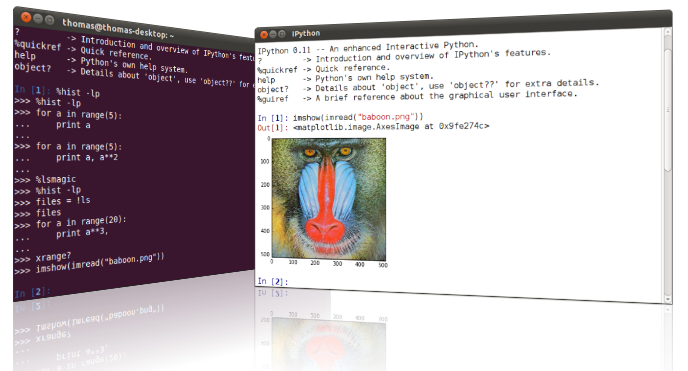 thomas@thomas-desktop: ~
?         -> Introduction and overview of IPython's featu
%quickref -> Quick reference.
help      -> Python's own help system.
object?   -> Details about 'object', use 'object??' for
In [1]: %hist -lp
>>> %hist -lp
>>> for a in range(5):
...     print a
...
>>> for a in range(5):
...     print a, a**2
...
>>> %lsmagic
>>> %hist -lp
>>> files = !ls
>>> files
>>> for a in range(20):
...     print a**3,
...
>>> xrange?
>>> imshow(imread("baboon.png"))
In [2]:
IPython
IPython 0.11 -- An enhanced Interactive Python.
?         -> Introduction and overview of IPython's features.
%quickref -> Quick reference.
help      -> Python's own help system.
object?   -> Details about 'object', use 'object??' for extra details.
%guiref   -> A brief reference about the graphical user interface.
In [1]: imshow(imread("baboon.png"))
Out[1]: <matplotlib.image.AxesImage at 0x9fe274c>
0
100
200
300
400
500
0 100 200 300 400 500
In [2]: